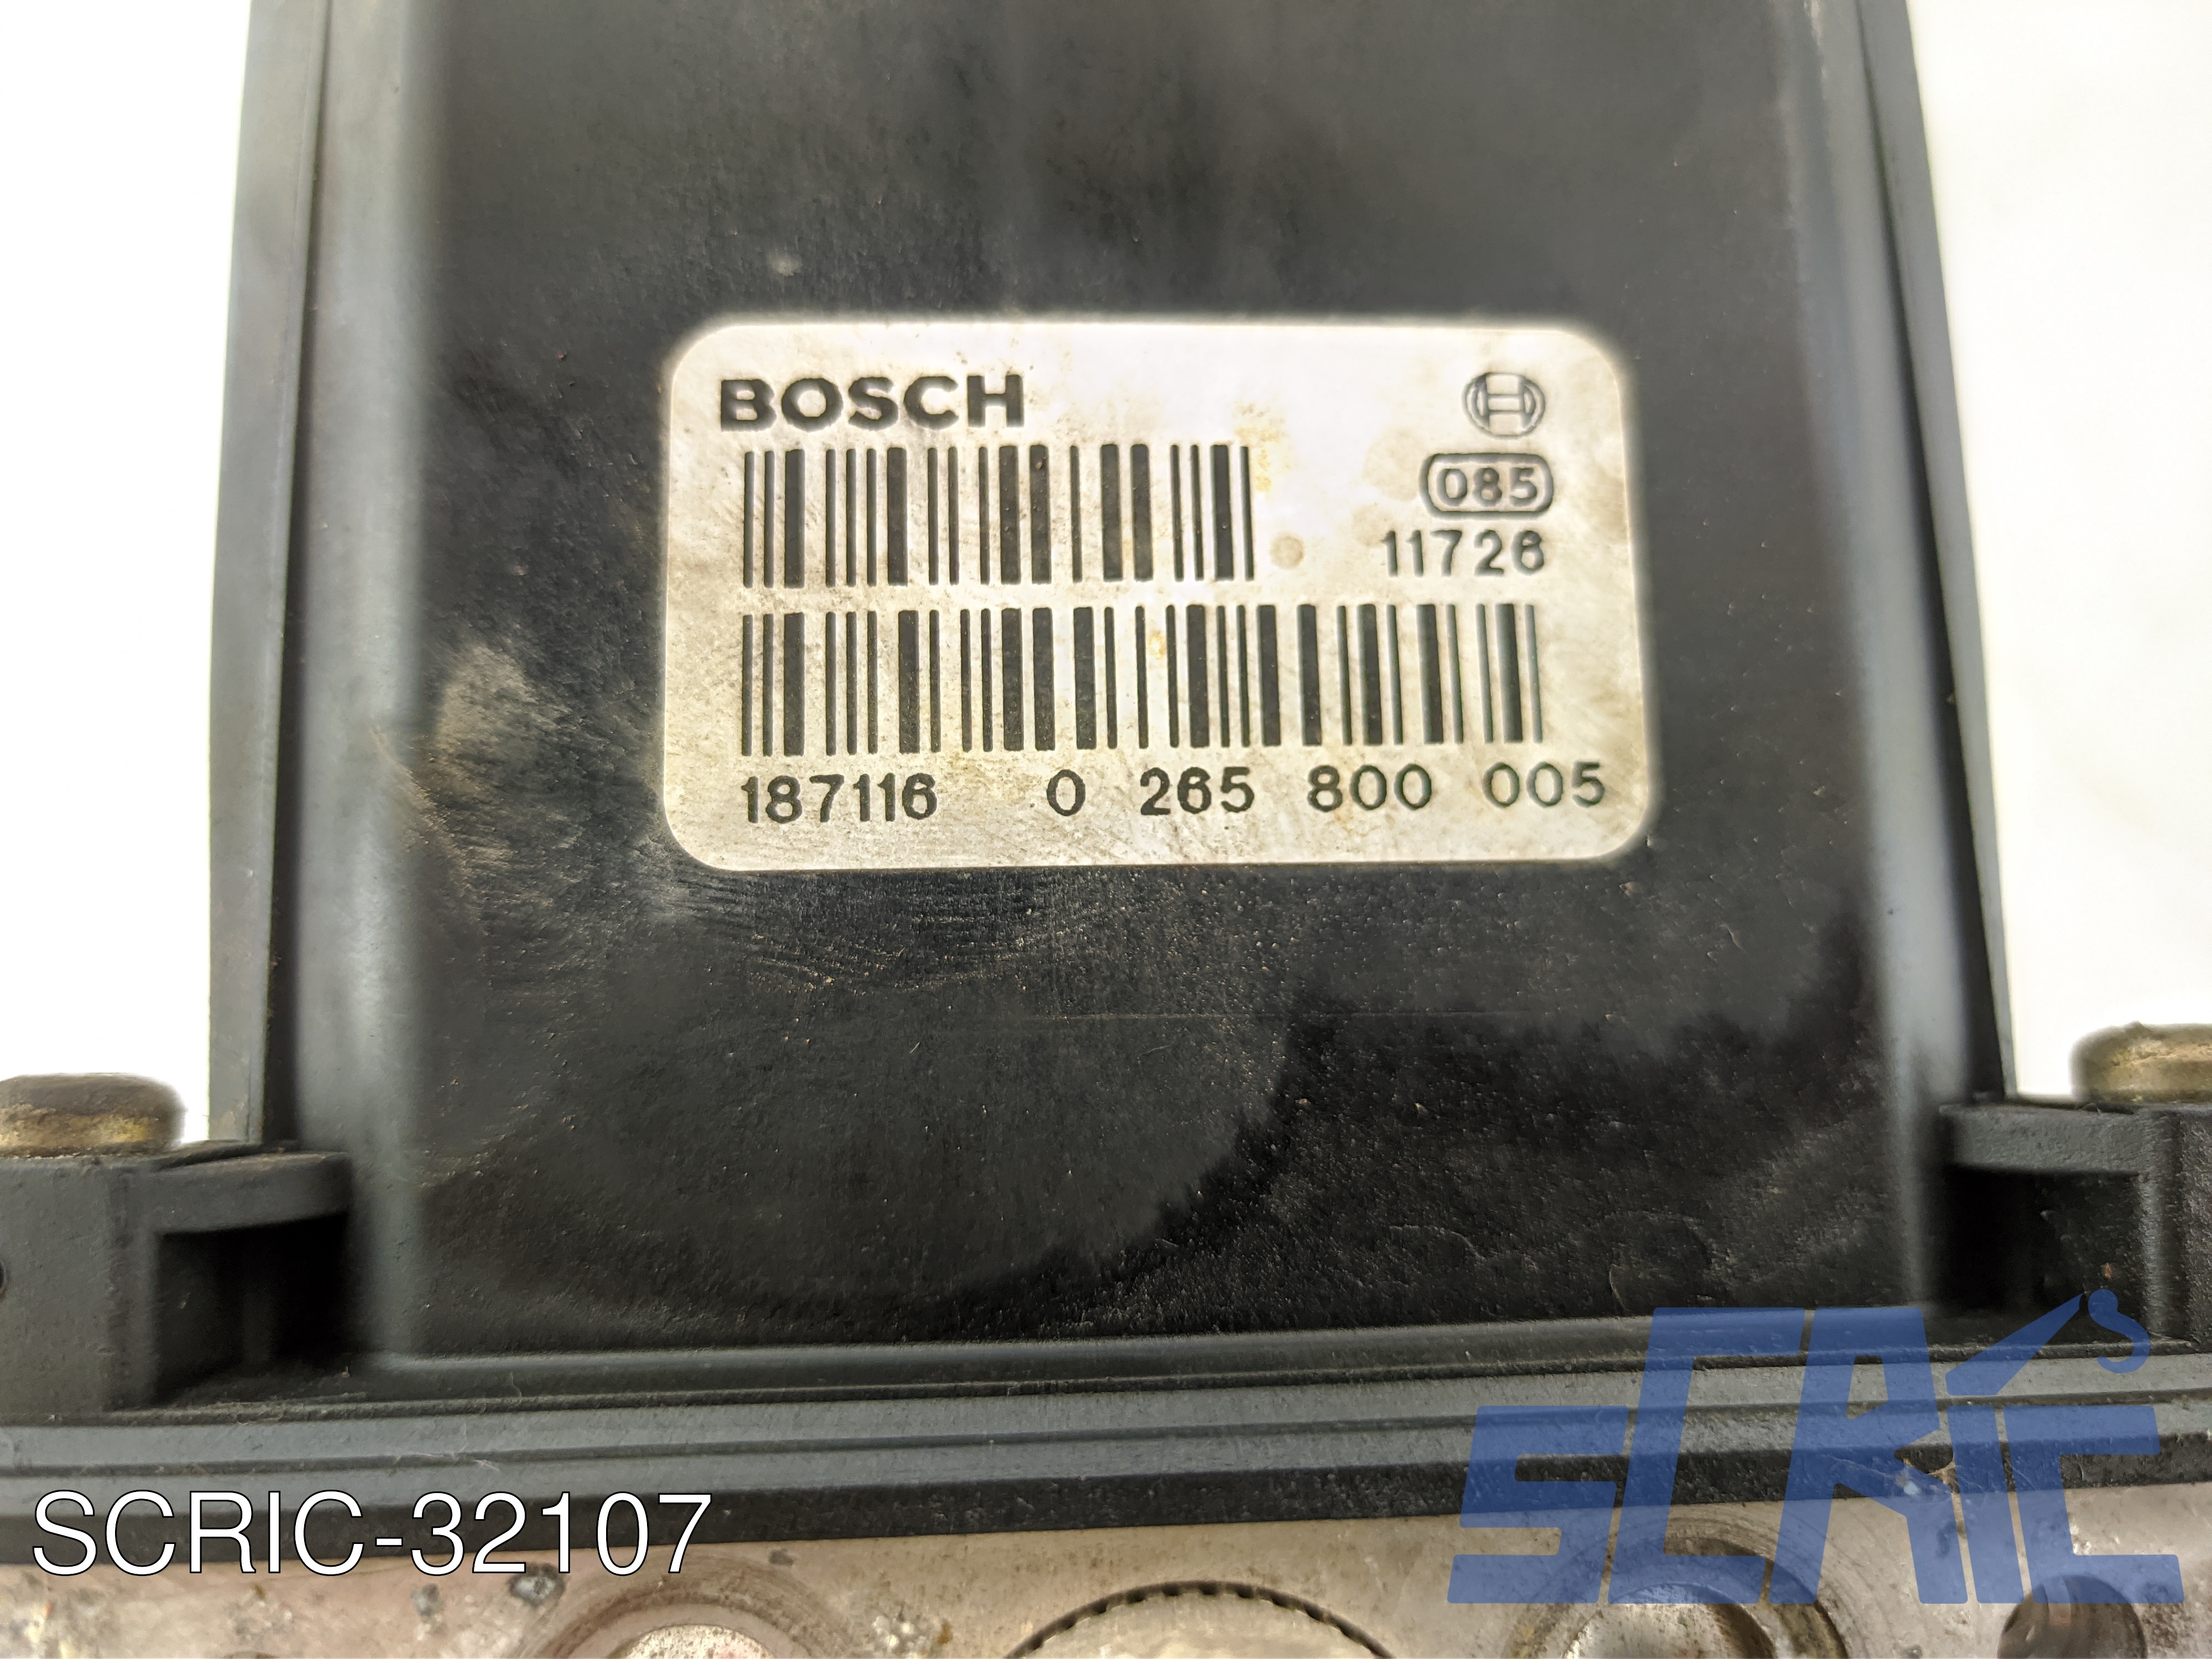 BOSCH
085
11726
187116 0 265 800 005
SCRIC
SCRIC-32107